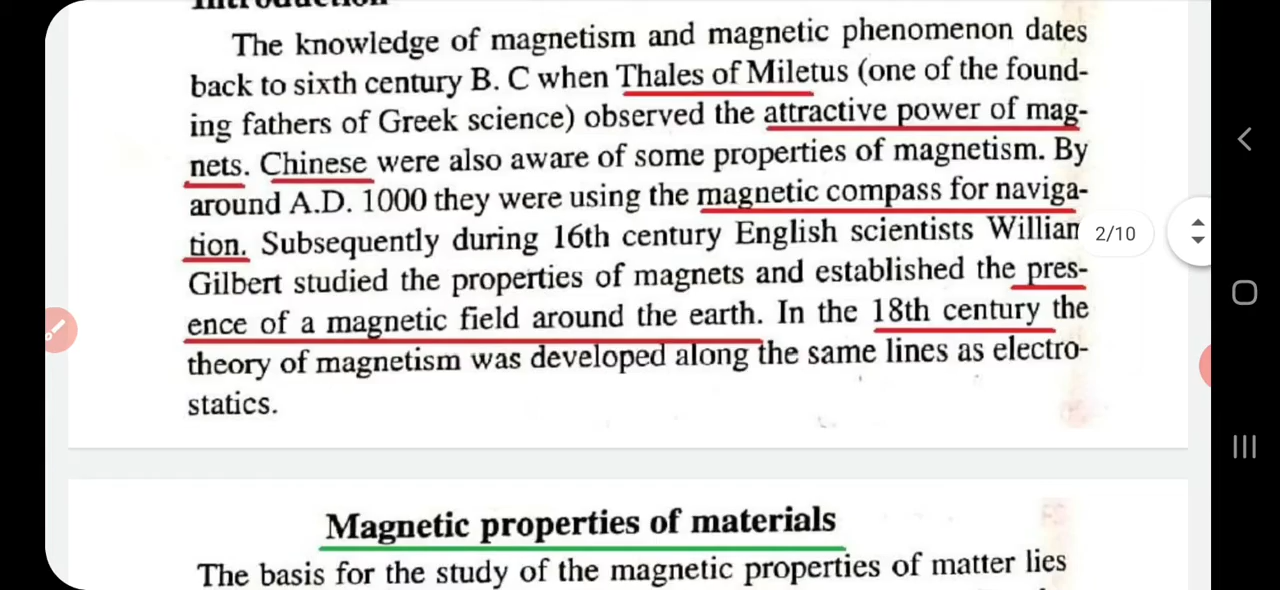 Introduction
The knowledge of magnetism and magnetic phenomenon dates
back to sixth century B. C when Thales of Miletus (one of the found-
ing fathers of Greek science) observed the attractive power of mag-
nets. Chinese were also aware of some properties of magnetism. By
around A.D. 1000 they were using the magnetic compass for naviga-
tion. Subsequently during 16th century English scientists Willian
2/10
Gilbert studied the properties of magnets and established the pres-
ence of a magnetic field around the earth. In the 18th century the
theory of magnetism was developed along the same lines as electro-
statics.
Magnetic properties of materials
The basis for the study of the magnetic properties of matter lies